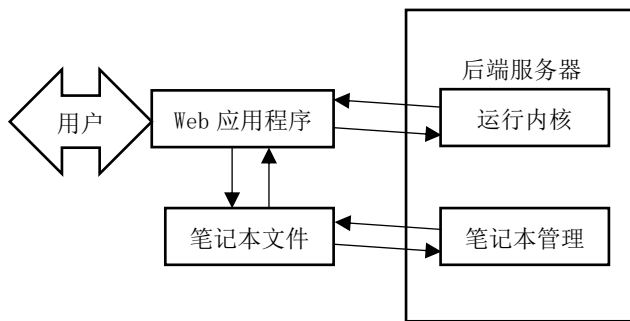 后端服务器
用户
Web 应用程序
运行内核
笔记本文件
笔记本管理